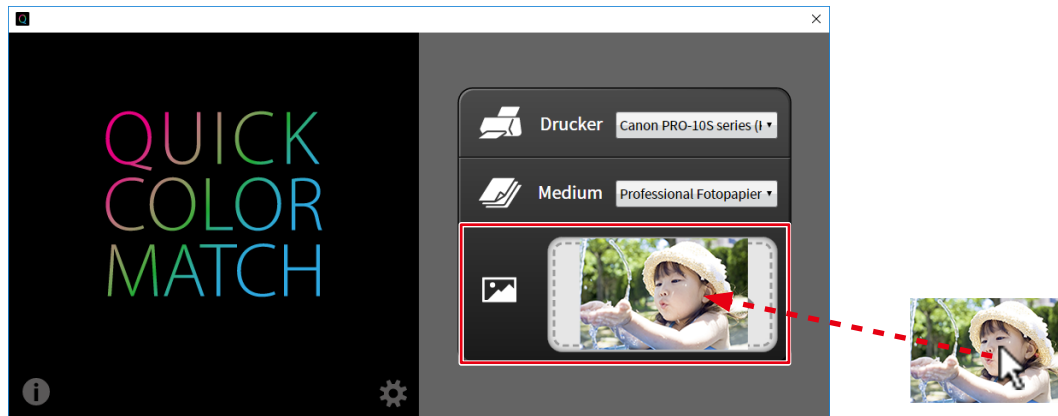 Q
QUICK
COLOR
MATCH
Drucker
Canon PRO-10S series (
Medium
Professional Fotopapier